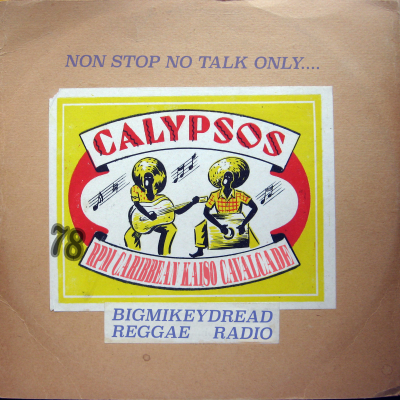 NON STOP NO TALK ONLY....
CALYPSOS
78
RPM CARIBBEAN KAISO CAVALCADE
BIGMIKEYDREAD
REGGAE RADIO